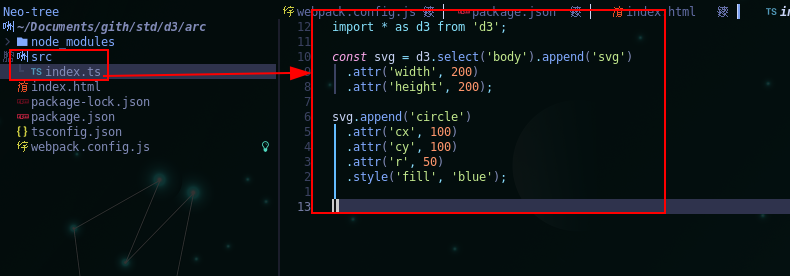 Neo-tree
~/Documents/gith/std/d3/arc
node_modules
src
TS index.ts
index.html
package-lock.json
package.json
tsconfig.json
webpack.config.js
webpack.config.js package.json index.html TS
12 import * as d3 from 'd3';
11
10 const svg = d3.select('body').append('svg')
9 .attr('width', 200)
8 .attr('height', 200);
7
6 svg.append('circle')
5 .attr('cx', 100)
4 .attr('cy', 100)
3 .attr('r', 50)
2 .style('fill', 'blue');
1
13